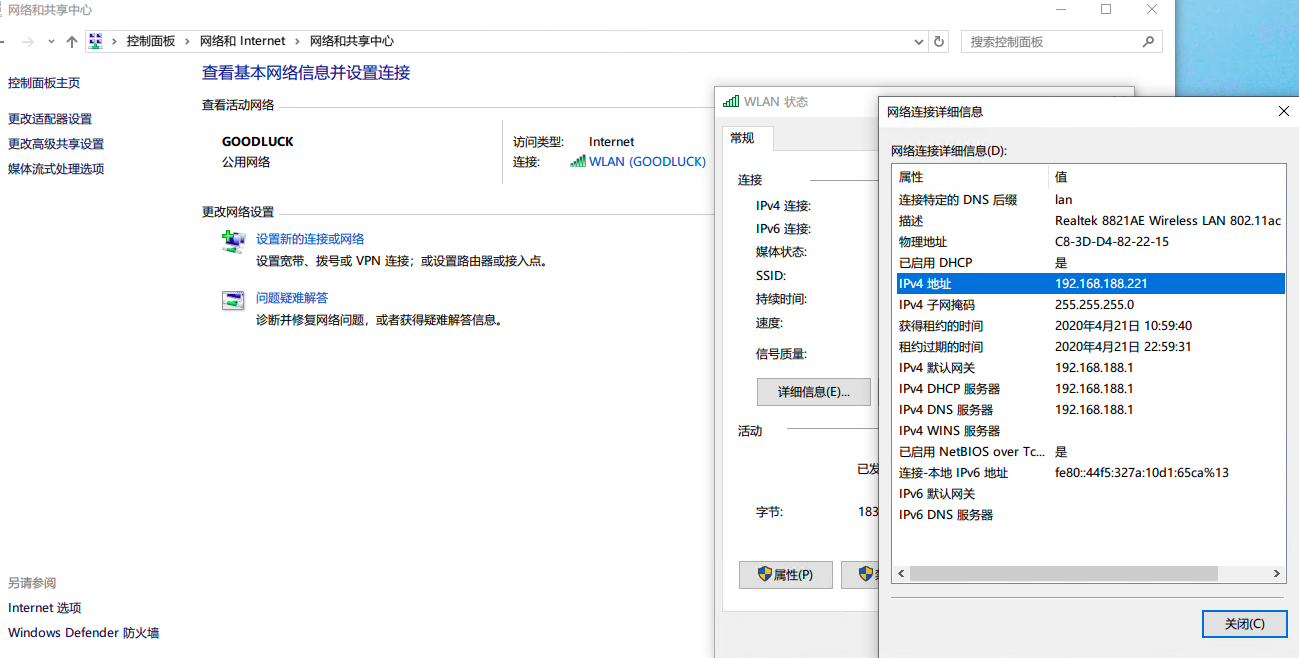 网络和共享中心
控制面板 › 网络和 Internet › 网络和共享中心
搜索控制面板
控制面板主页
更改适配器设置
更改高级共享设置
媒体流式处理选项
查看基本网络信息并设置连接
查看活动网络
GOODLUCK
公用网络
访问类型: Internet
连接: WLAN (GOODLUCK)
更改网络设置
设置新的连接或网络
设置宽带、拨号或 VPN 连接；或设置路由器或接入点。
问题疑难解答
诊断并修复网络问题，或者获得疑难解答信息。
另请参阅
Internet 选项
Windows Defender 防火墙
WLAN 状态
常规
连接
IPv4 连接:
IPv6 连接:
媒体状态:
SSID:
持续时间:
速度:
信号质量:
详细信息(E)...
活动
已发
字节: 183
属性(P)
网络连接详细信息
网络连接详细信息(D):
属性 值
连接特定的 DNS 后缀 lan
描述 Realtek 8821AE Wireless LAN 802.11ac
物理地址 C8-3D-D4-82-22-15
已启用 DHCP 是
IPv4 地址 192.168.188.221
IPv4 子网掩码 255.255.255.0
获得租约的时间 2020年4月21日 10:59:40
租约过期的时间 2020年4月21日 22:59:31
IPv4 默认网关 192.168.188.1
IPv4 DHCP 服务器 192.168.188.1
IPv4 DNS 服务器 192.168.188.1
IPv4 WINS 服务器
已启用 NetBIOS over Tc... 是
连接-本地 IPv6 地址 fe80::44f5:327a:10d1:65ca%13
IPv6 默认网关
IPv6 DNS 服务器
关闭(C)